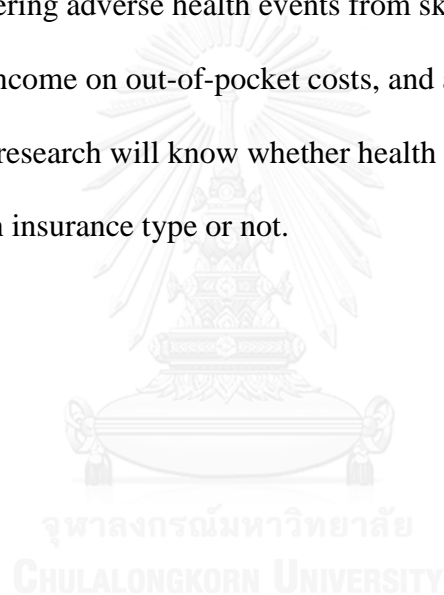 ering adverse health events from sk
ncome on out-of-pocket costs, and
research will know whether health
n insurance type or not.
จุฬาลงกรณ์มหาวิทยาลัย
CHULALONGKORN UNIVERSITY